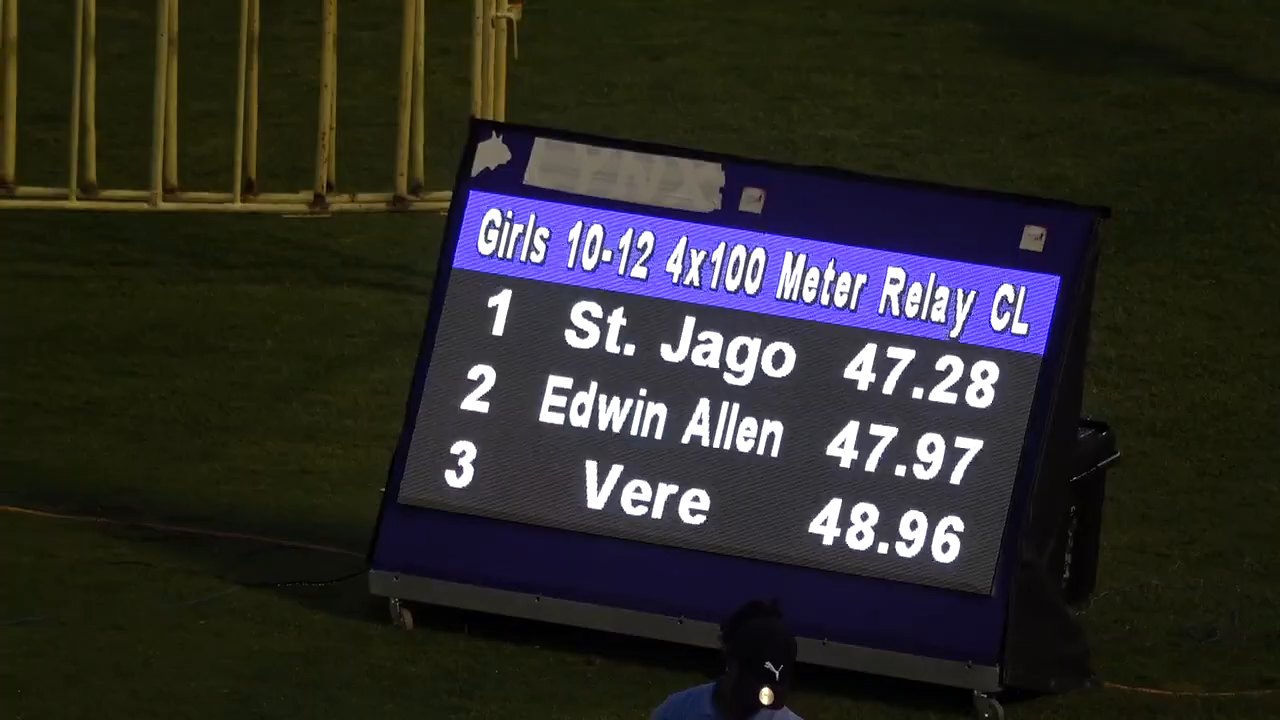 LYNX
Girls 10-12 4x100 Meter Relay CL
1 St. Jago 47.28
2 Edwin Allen 47.97
3 Vere 48.96